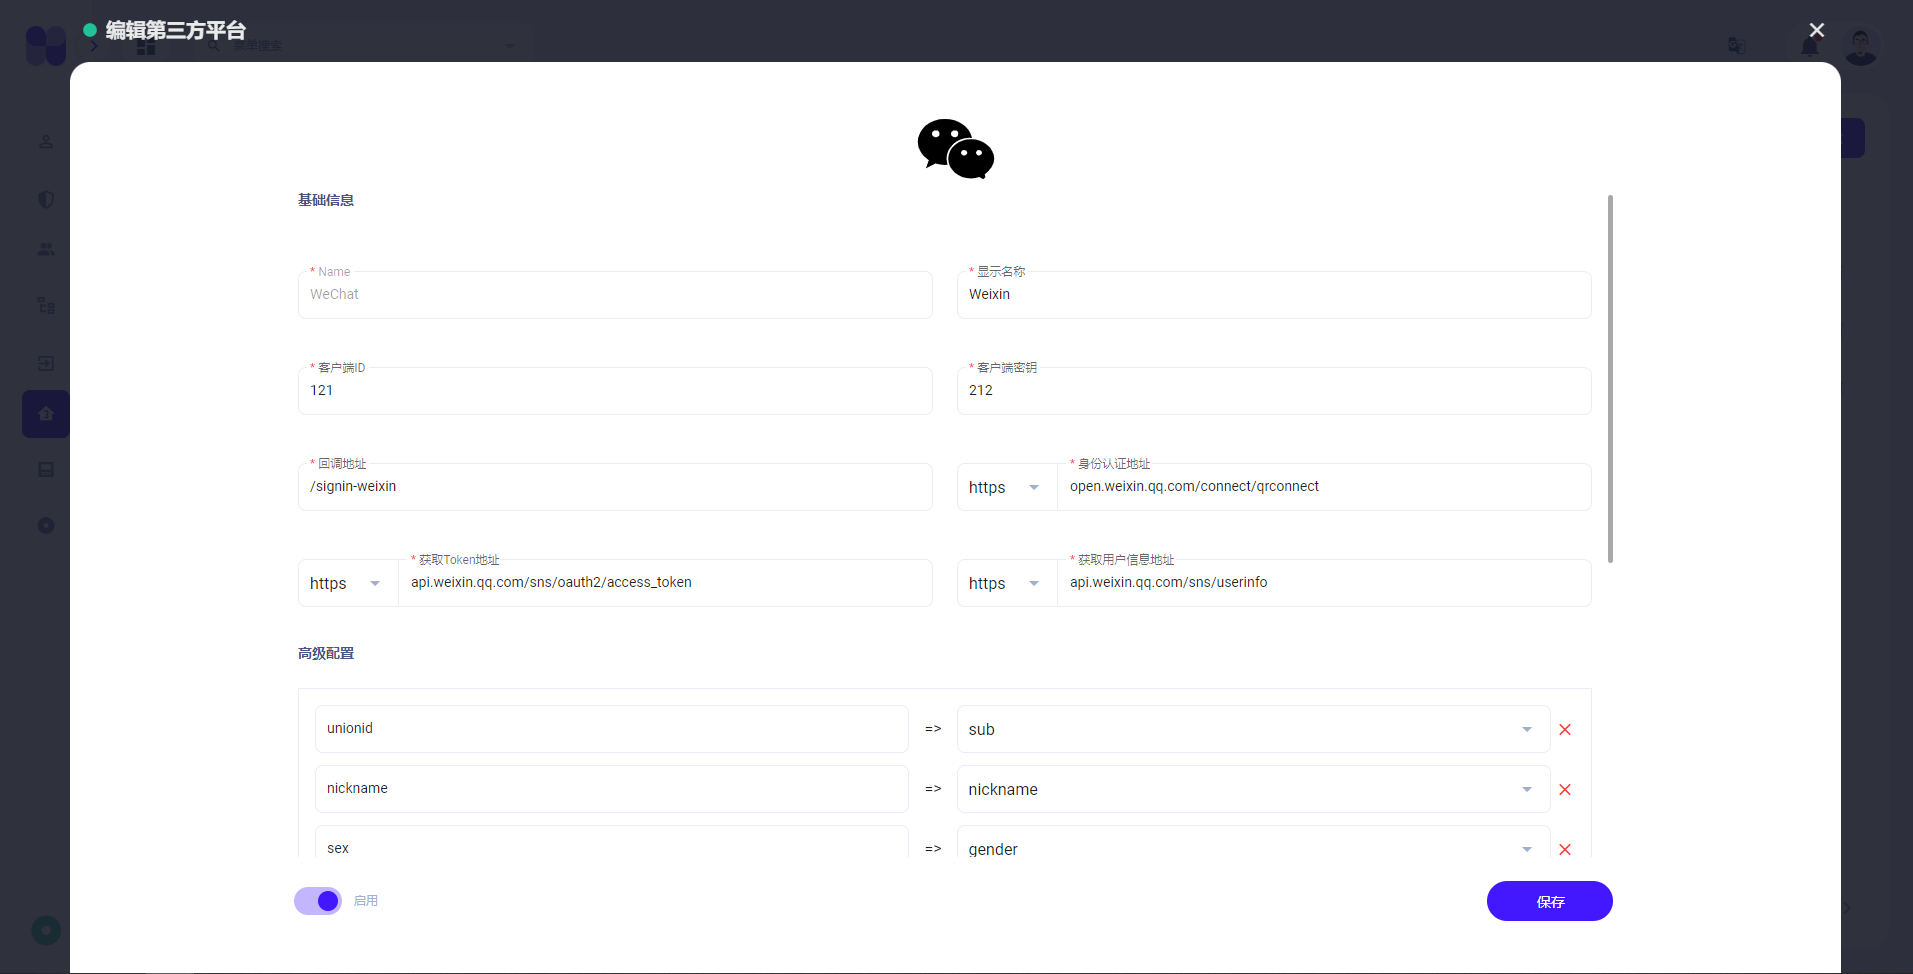 编辑第三方平台
菜单搜索
基础信息
* Name
WeChat
* 显示名称
Weixin
* 客户端ID
121
* 客户端密钥
212
* 回调地址
/signin-weixin
https
* 身份认证地址
open.weixin.qq.com/connect/qrconnect
https
* 获取Token地址
api.weixin.qq.com/sns/oauth2/access_token
https
* 获取用户信息地址
api.weixin.qq.com/sns/userinfo
高级配置
unionid => sub
nickname => nickname
sex => gender
启用
保存